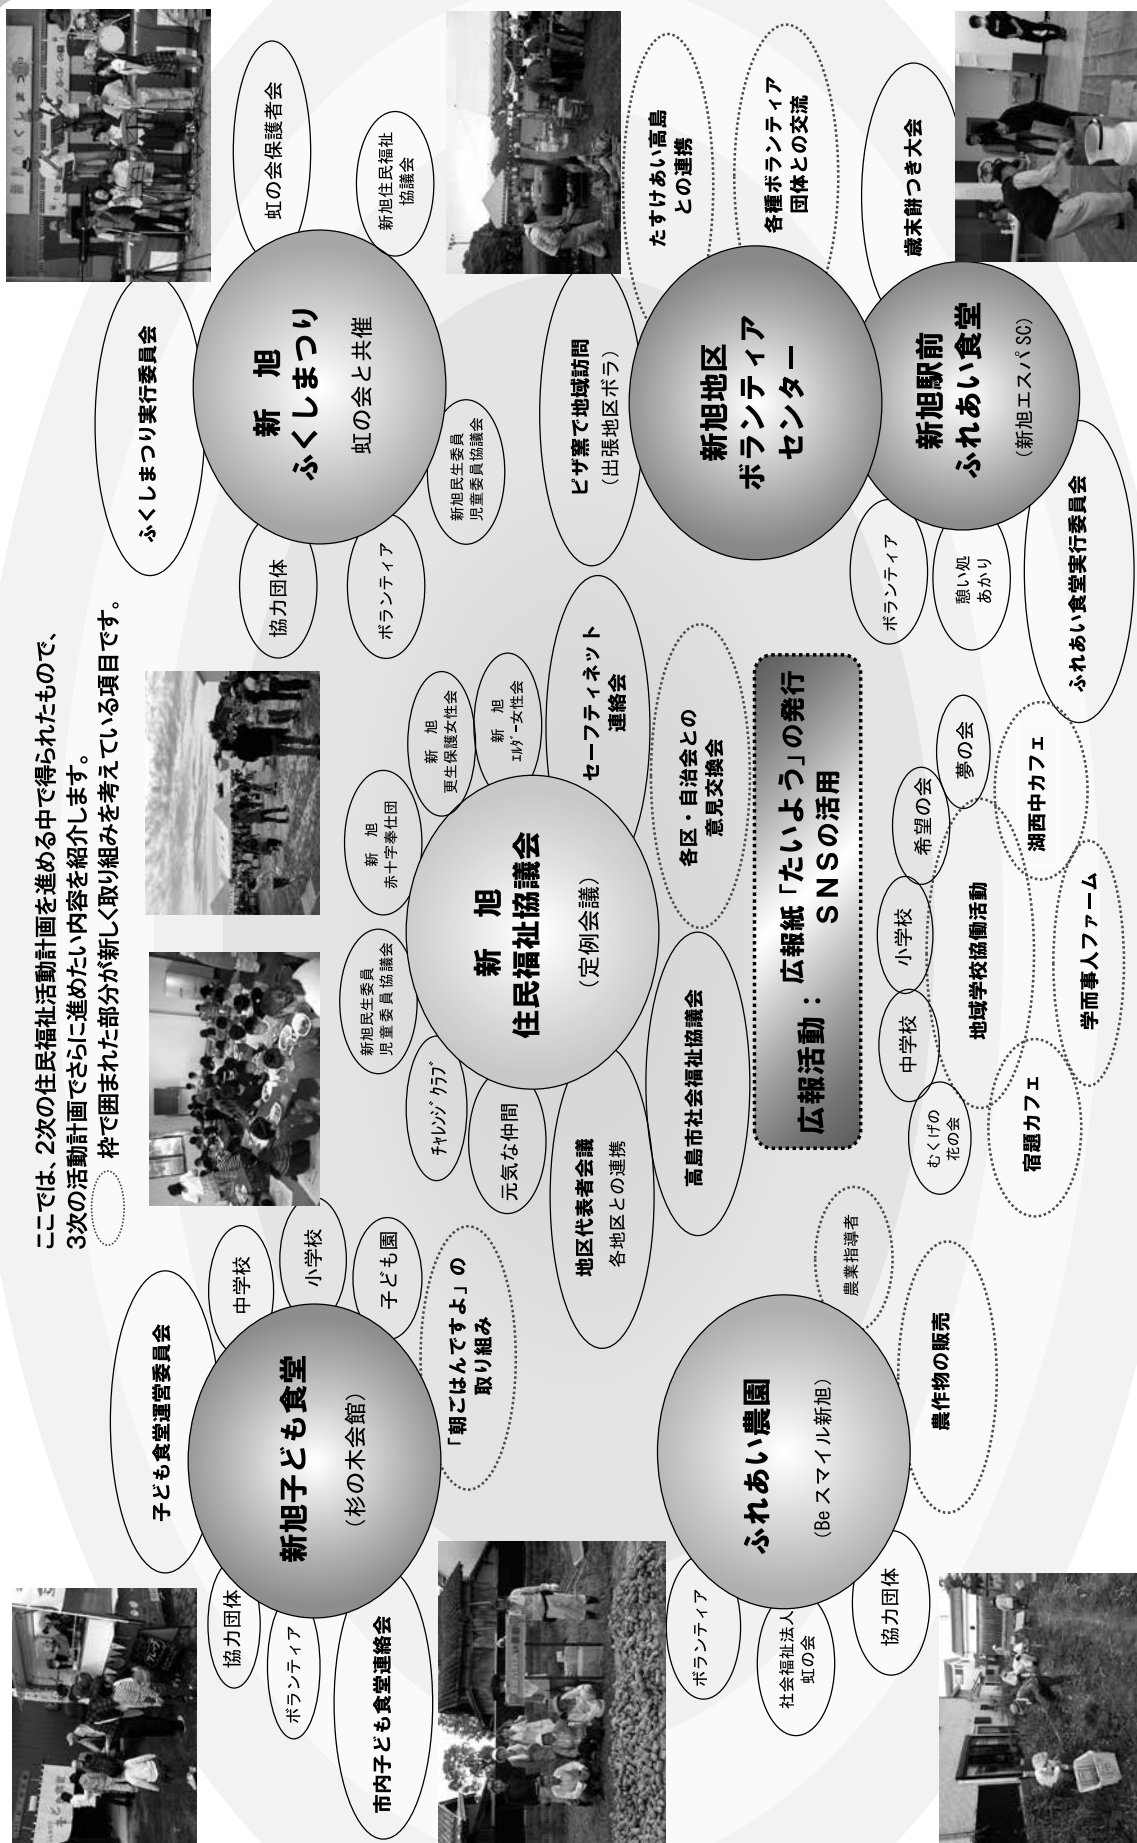 ここでは、2次の住民福祉活動計画を進める中で得られたもので、
3次の活動計画でさらに進めたい内容を紹介します。
枠で囲まれた部分が新しく取り組みを考えている項目です。
子ども食堂運営委員会
中学校
小学校
子ども園
新旭子ども食堂
(杉の木会館)
協力団体
ボランティア
市内子ども食堂連絡会
「朝ごはんですよ」の
取り組み
新旭民生委員
児童委員協議会
新 旭
赤十字奉仕団
新 旭
更生保護女性会
新 旭
エルダー女性会
チャレンジクラブ
元気な仲間
新 旭
住民福祉協議会
(定例会議)
セーフティネット
連絡会
地区代表者会議
各地区との連携
高島市社会福祉協議会
各区・自治会との
意見交換会
ふくしまつり実行委員会
虹の会保護者会
新旭住民福祉
協議会
新 旭
ふくしまつり
虹の会と共催
協力団体
ボランティア
新旭民生委員
児童委員協議会
ピザ窯で地域訪問
(出張地区ボラ)
たすけあい高島
との連携
各種ボランティア
団体との交流
新旭地区
ボランティア
センター
歳末餅つき大会
新旭駅前
ふれあい食堂
(新旭エスパSC)
ボランティア
憩い処
あかり
ふれあい食堂実行委員会
広報活動:広報紙「たいよう」の発行
SNSの活用
夢の会
希望の会
小学校
中学校
むくげの
花の会
地域学校協働活動
湖西中カフェ
学而事人ファーム
宿題カフェ
農業指導者
農作物の販売
ふれあい農園
(Beスマイル新旭)
ボランティア
社会福祉法人
虹の会
協力団体